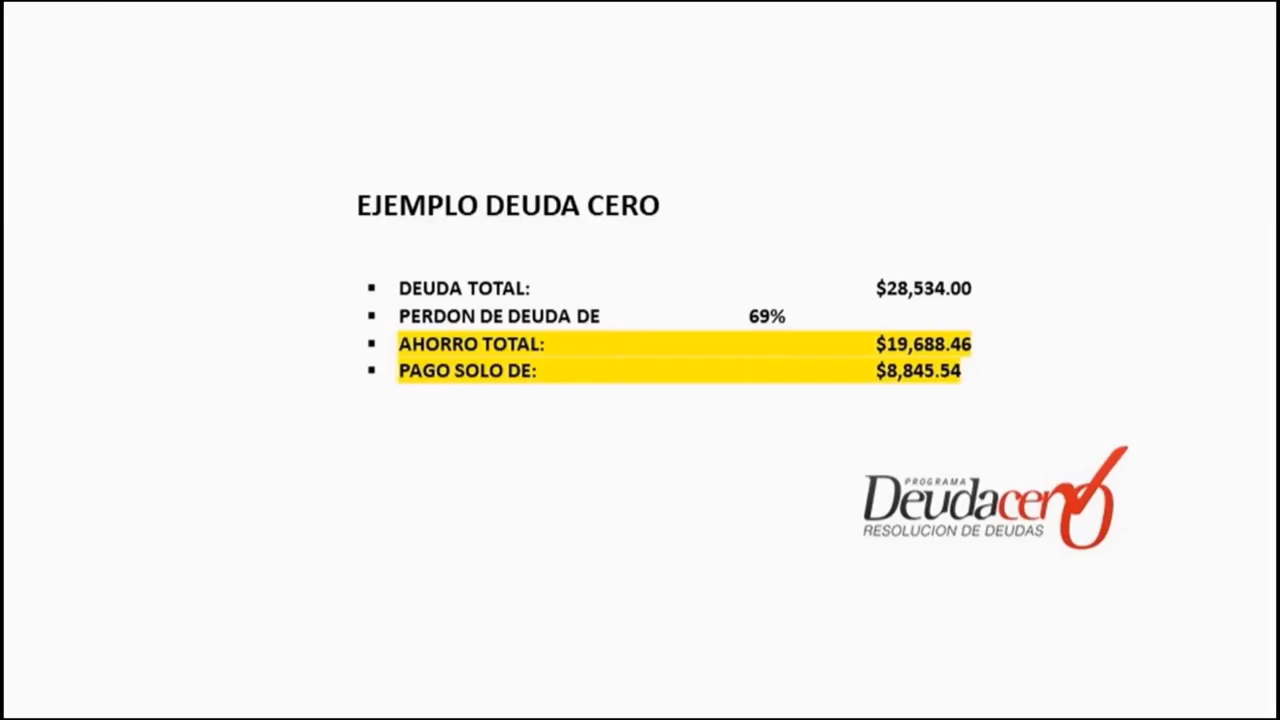 EJEMPLO DEUDA CERO
▪ DEUDA TOTAL: $28,534.00
▪ PERDON DE DEUDA DE 69%
▪ AHORRO TOTAL: $19,688.46
▪ PAGO SOLO DE: $8,845.54
PROGRAMA
Deudacero
RESOLUCION DE DEUDAS